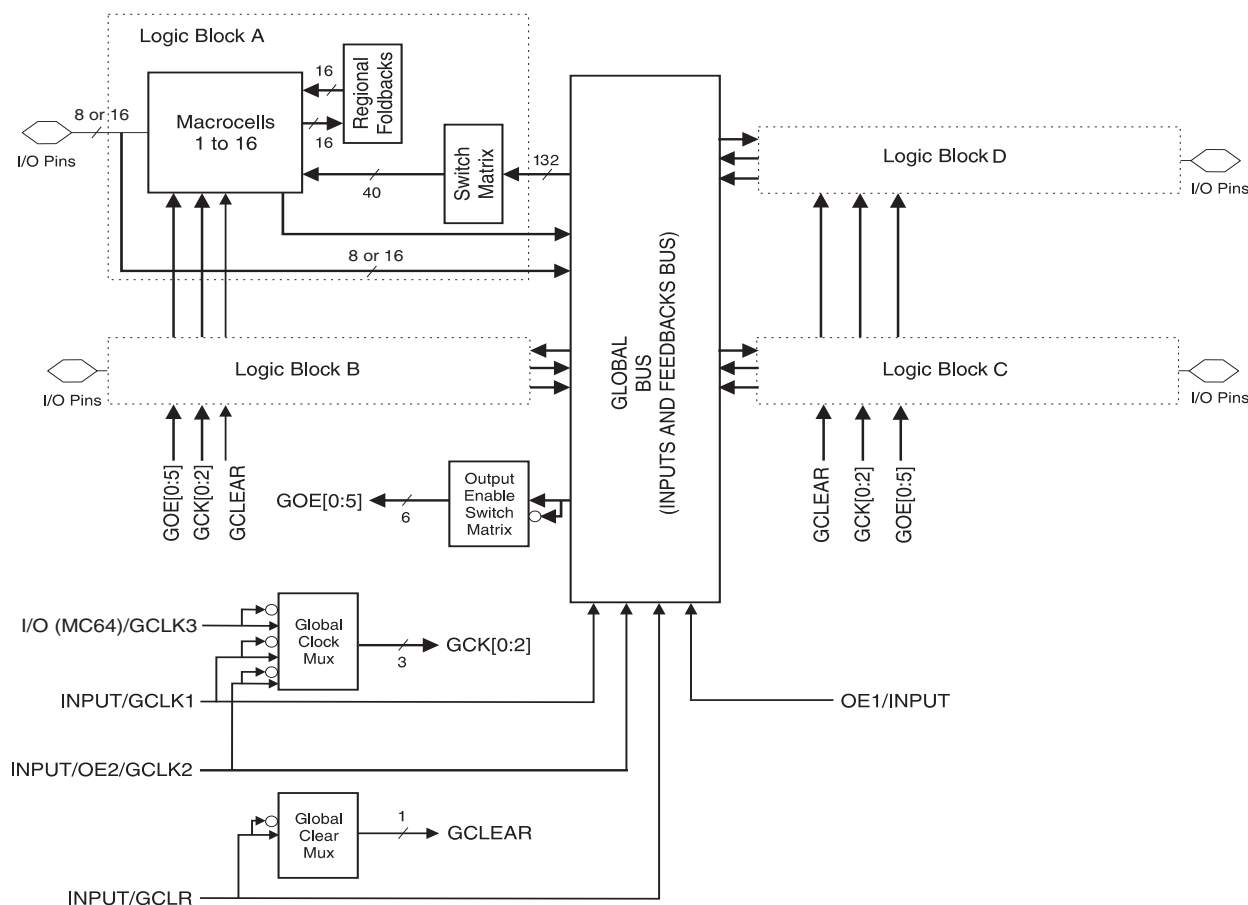 Logic Block A
8 or 16
I/O Pins
Macrocells
1 to 16
16
16
Regional
Foldbacks
40
Switch
Matrix
132
8 or 16
Logic Block B
I/O Pins
GOE[0:5]
GCK[0:2]
GCLEAR
GLOBAL
BUS
(INPUTS AND FEEDBACKS BUS)
Logic Block D
I/O Pins
Logic Block C
I/O Pins
GCLEAR
GCK[0:2]
GOE[0:5]
GOE[0:5]
6
Output
Enable
Switch
Matrix
I/O (MC64)/GCLK3
Global
Clock
Mux
3
GCK[0:2]
INPUT/GCLK1
OE1/INPUT
INPUT/OE2/GCLK2
Global
Clear
Mux
1
GCLEAR
INPUT/GCLR